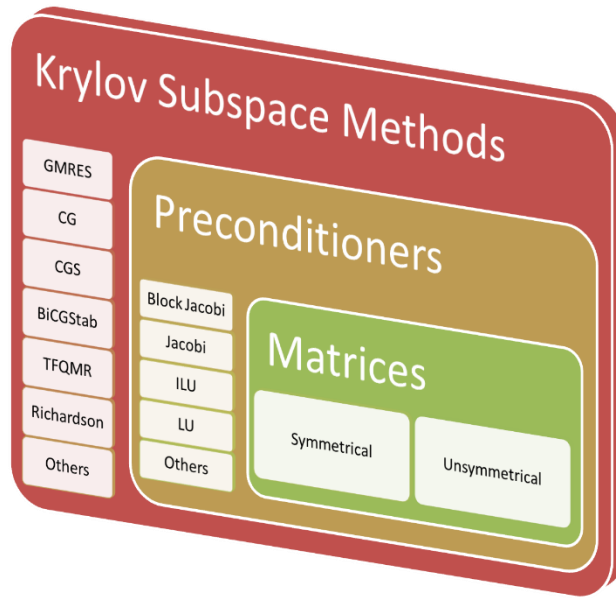 Krylov Subspace Methods
GMRES
CG
CGS
BiCGStab
TFQMR
Richardson
Others
Preconditioners
Block Jacobi
Jacobi
ILU
LU
Others
Matrices
Symmetrical
Unsymmetrical